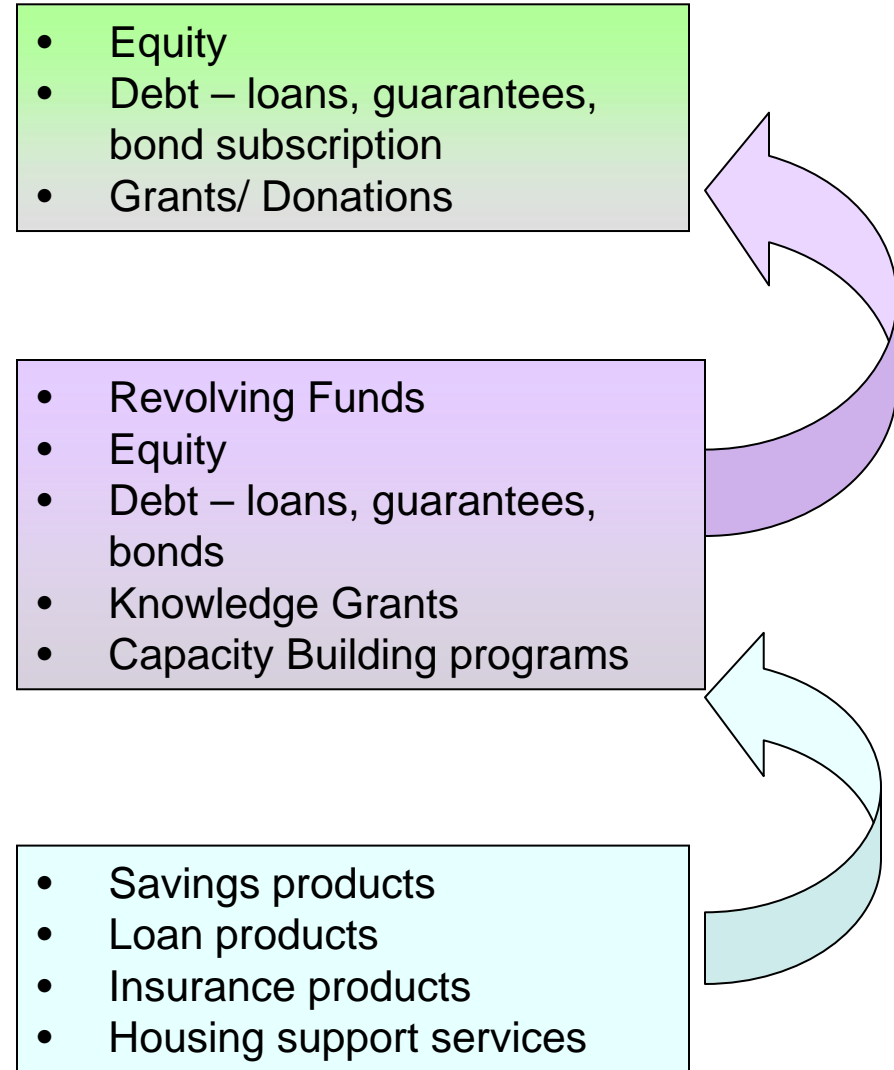 • Equity
• Debt – loans, guarantees,
bond subscription
• Grants/ Donations
• Revolving Funds
• Equity
• Debt – loans, guarantees,
bonds
• Knowledge Grants
• Capacity Building programs
• Savings products
• Loan products
• Insurance products
• Housing support services